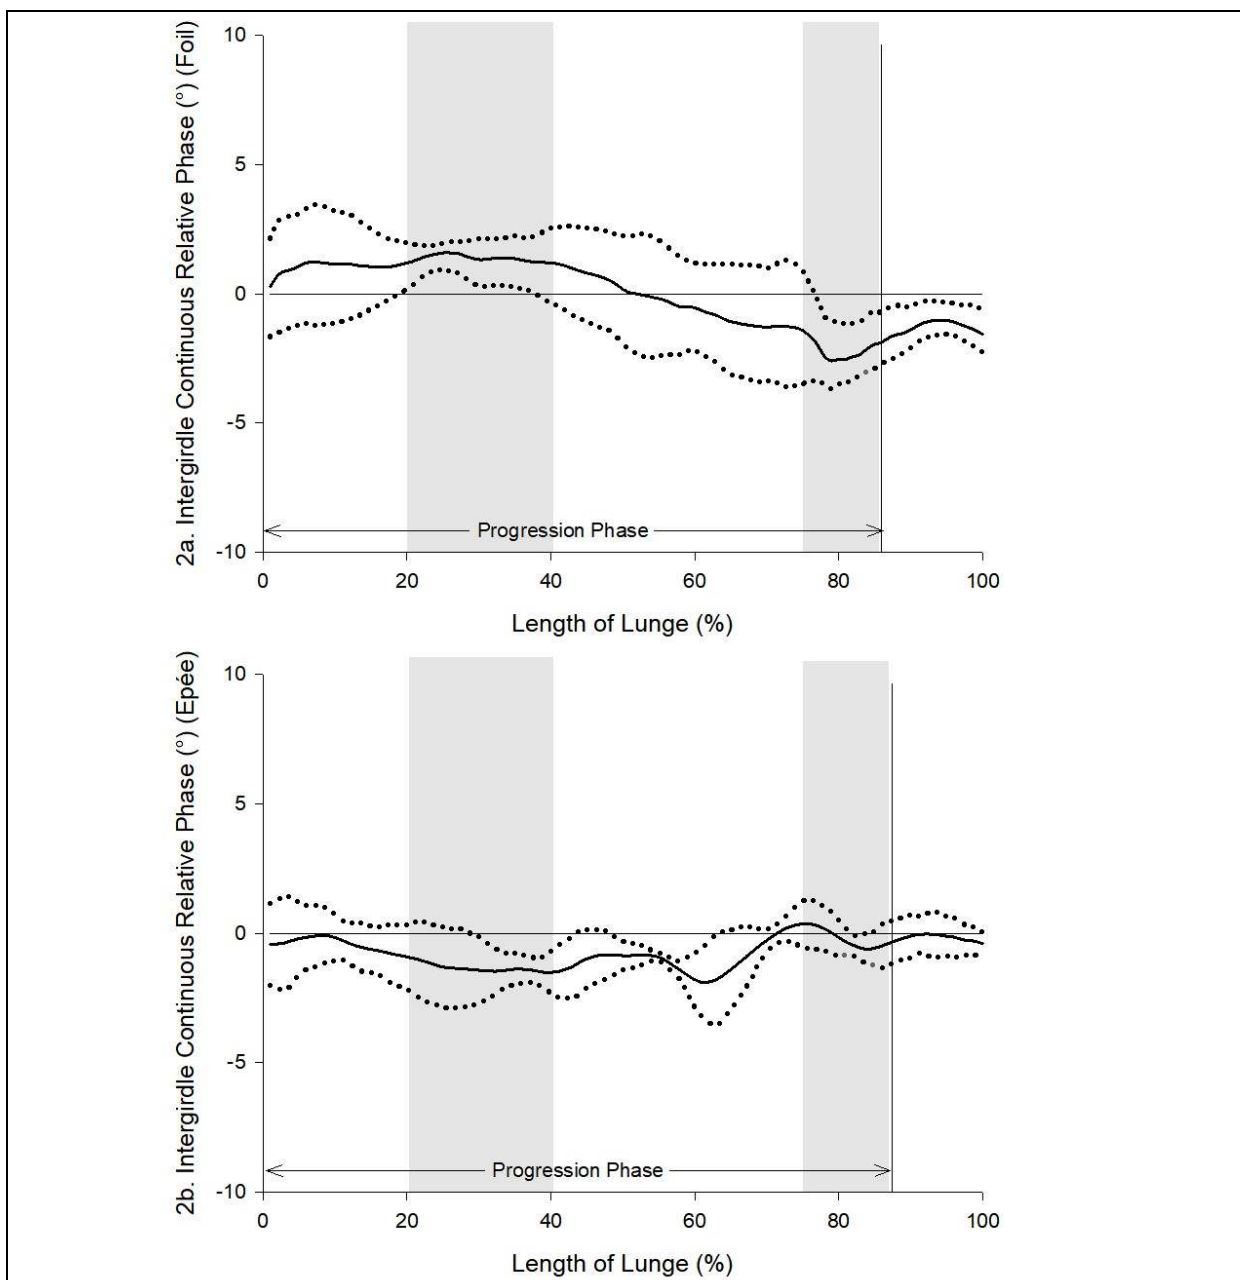 2a. Intergirdle Continuous Relative Phase (°) (Foil)
10
5
0
-5
-10
Progression Phase
0 20 40 60 80 100
Length of Lunge (%)
2b. Intergirdle Continuous Relative Phase (°) (Epée)
10
5
0
-5
-10
Progression Phase
0 20 40 60 80 100
Length of Lunge (%)